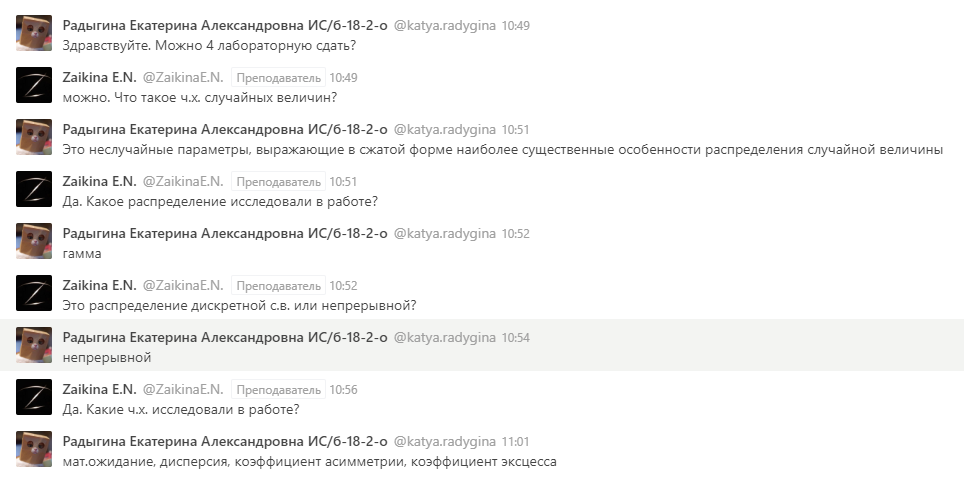 Радыгина Екатерина Александровна ИС/б-18-2-о @katya.radygina 10:49
Здравствуйте. Можно 4 лабораторную сдать?
Zaikina E.N. @ZaikinaE.N. Преподаватель 10:49
можно. Что такое ч.х. случайных величин?
Радыгина Екатерина Александровна ИС/б-18-2-о @katya.radygina 10:51
Это неслучайные параметры, выражающие в сжатой форме наиболее существенные особенности распределения случайной величины
Zaikina E.N. @ZaikinaE.N. Преподаватель 10:51
Да. Какое распределение исследовали в работе?
Радыгина Екатерина Александровна ИС/б-18-2-о @katya.radygina 10:52
гамма
Zaikina E.N. @ZaikinaE.N. Преподаватель 10:52
Это распределение дискретной с.в. или непрерывной?
Радыгина Екатерина Александровна ИС/б-18-2-о @katya.radygina 10:54
непрерывной
Zaikina E.N. @ZaikinaE.N. Преподаватель 10:56
Да. Какие ч.х. исследовали в работе?
Радыгина Екатерина Александровна ИС/б-18-2-о @katya.radygina 11:01
мат.ожидание, дисперсия, коэффициент асимметрии, коэффициент эксцесса